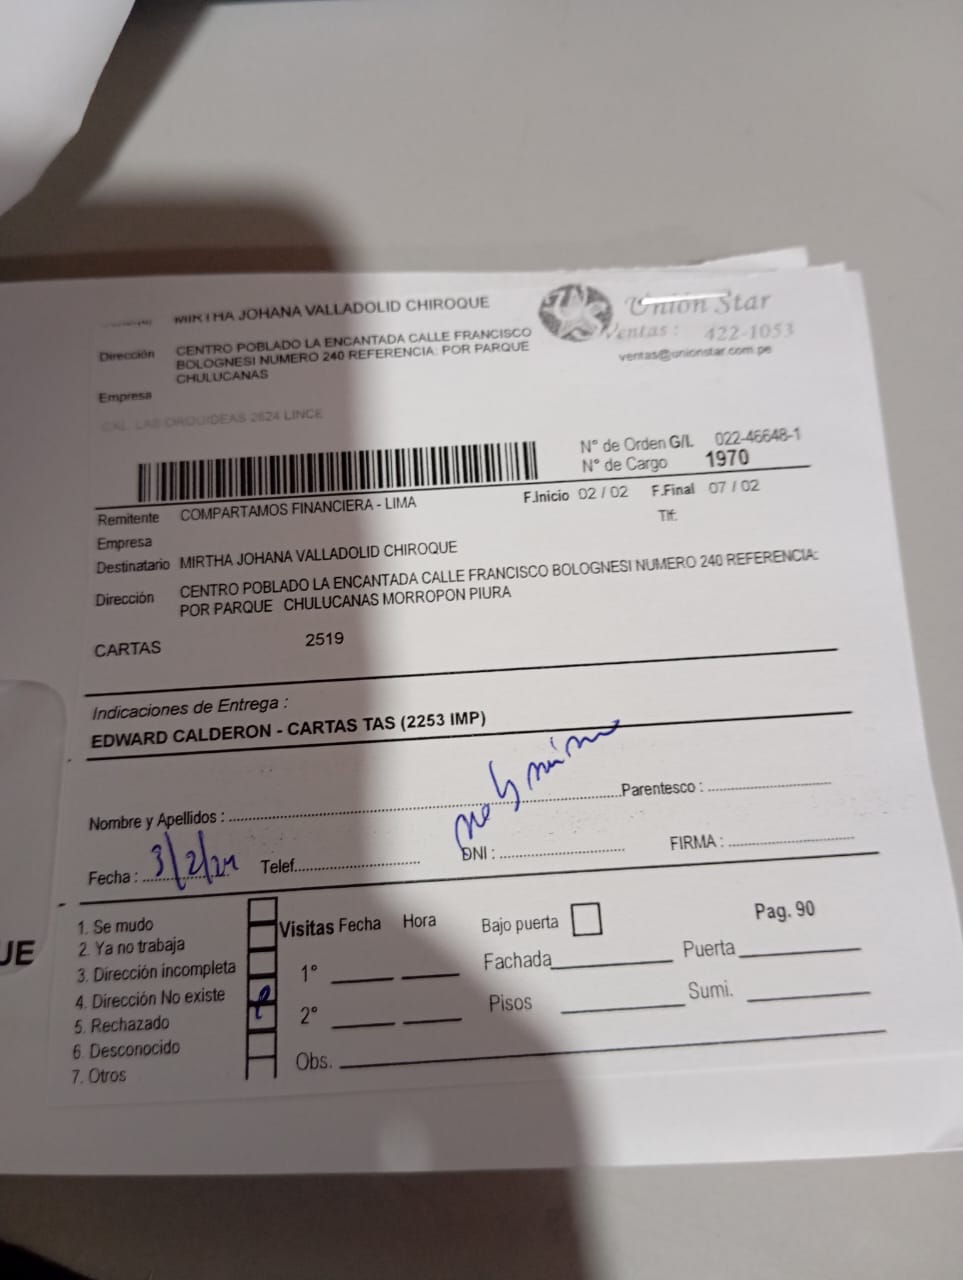 MIRTHA JOHANA VALLADOLID CHIROQUE
Unión Star
Ventas : 422-1053
ventas@unionstar.com.pe
Dirección CENTRO POBLADO LA ENCANTADA CALLE FRANCISCO
BOLOGNESI NUMERO 240 REFERENCIA: POR PARQUE
CHULUCANAS
Empresa
CAL. LAS ORQUIDEAS 2624 LINCE
N° de Orden G/L 022-46648-1
N° de Cargo 1970
Remitente COMPARTAMOS FINANCIERA - LIMA
F.Inicio 02 / 02 F.Final 07 / 02
Empresa
Tlf:
Destinatario MIRTHA JOHANA VALLADOLID CHIROQUE
Dirección CENTRO POBLADO LA ENCANTADA CALLE FRANCISCO BOLOGNESI NUMERO 240 REFERENCIA:
POR PARQUE CHULUCANAS MORROPON PIURA
CARTAS 2519
Indicaciones de Entrega :
EDWARD CALDERON - CARTAS TAS (2253 IMP)
Nombre y Apellidos : Parentesco :
Fecha : 3/2/21 Telef. DNI : FIRMA :
1. Se mudo
2. Ya no trabaja
3. Dirección incompleta
4. Dirección No existe
5. Rechazado
6. Desconocido
7. Otros
Visitas Fecha Hora
1°
2°
Obs.
Bajo puerta
Pag. 90
Fachada Puerta
Pisos Sumi.
UE